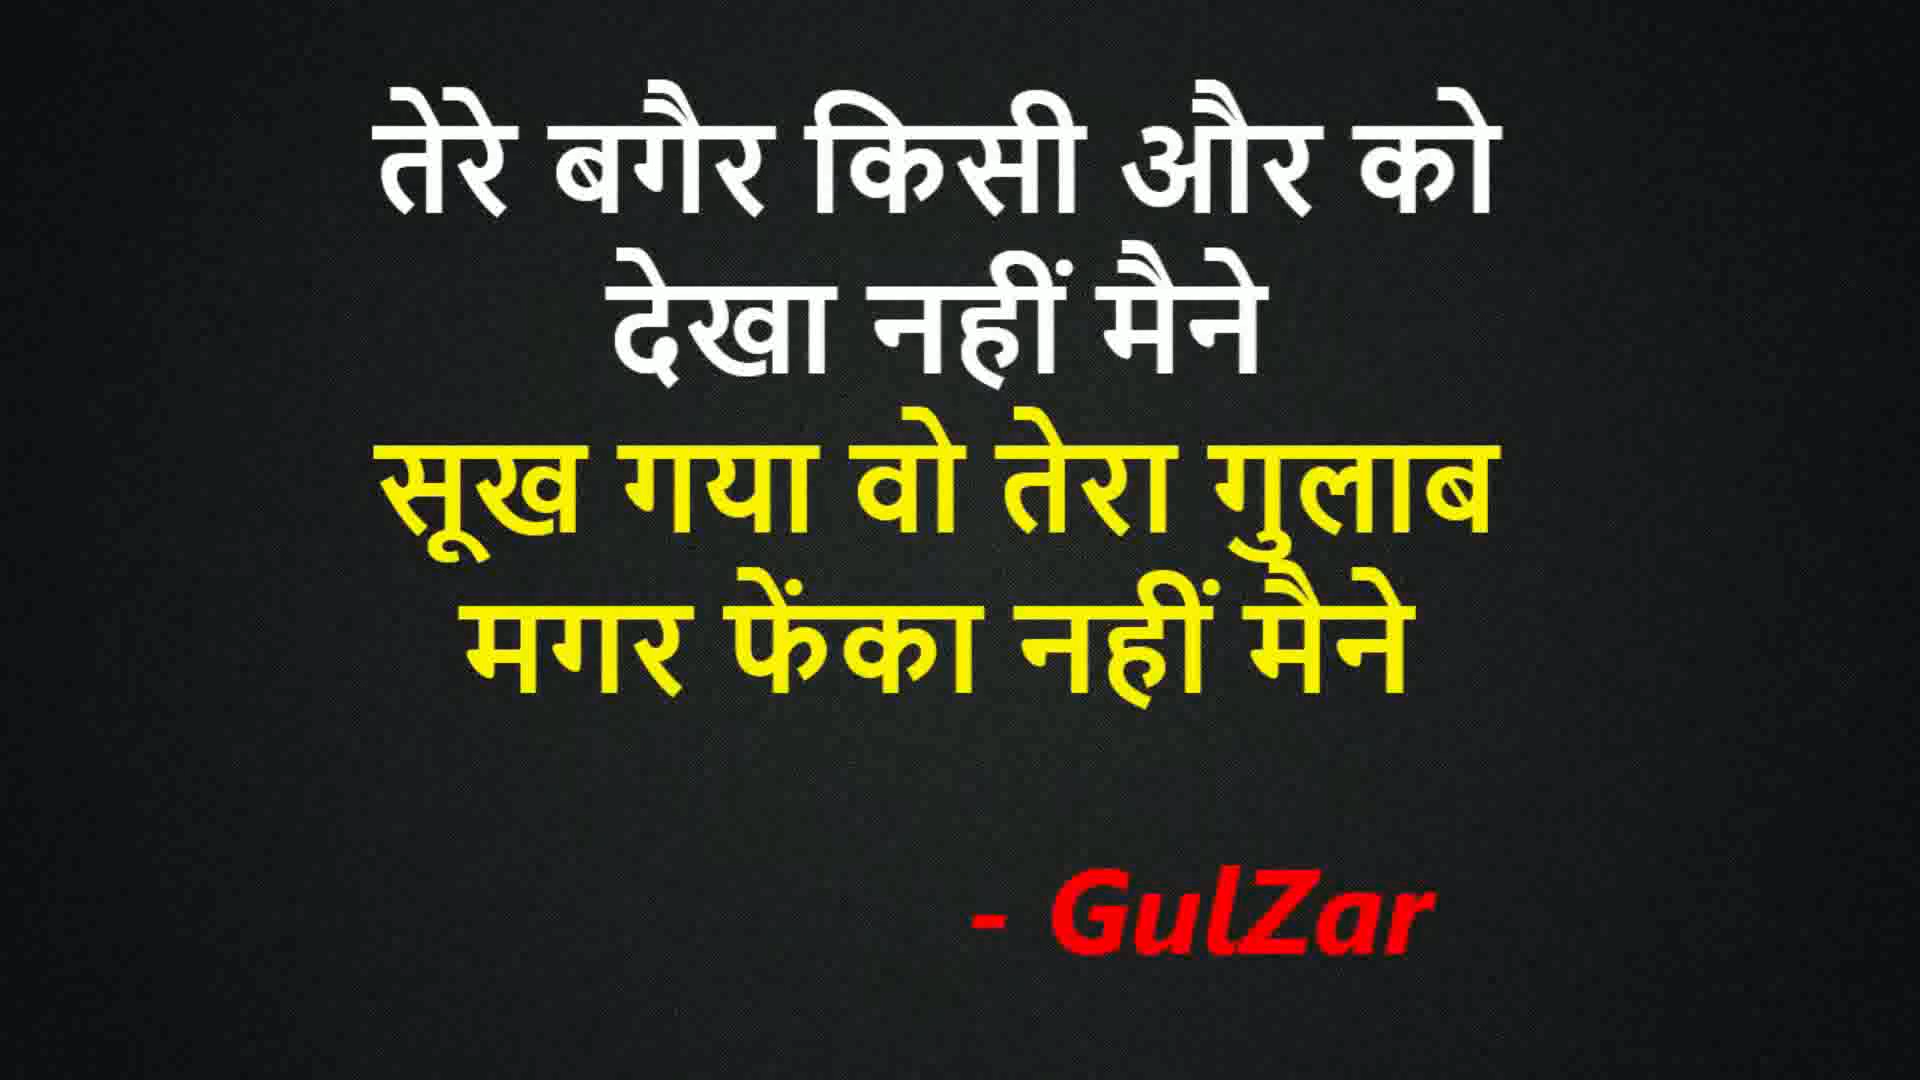 तेरे बगैर किसी और को
देखा नहीं मैने
सूख गया वो तेरा गुलाब
मगर फेंका नहीं मैने
- GulZar